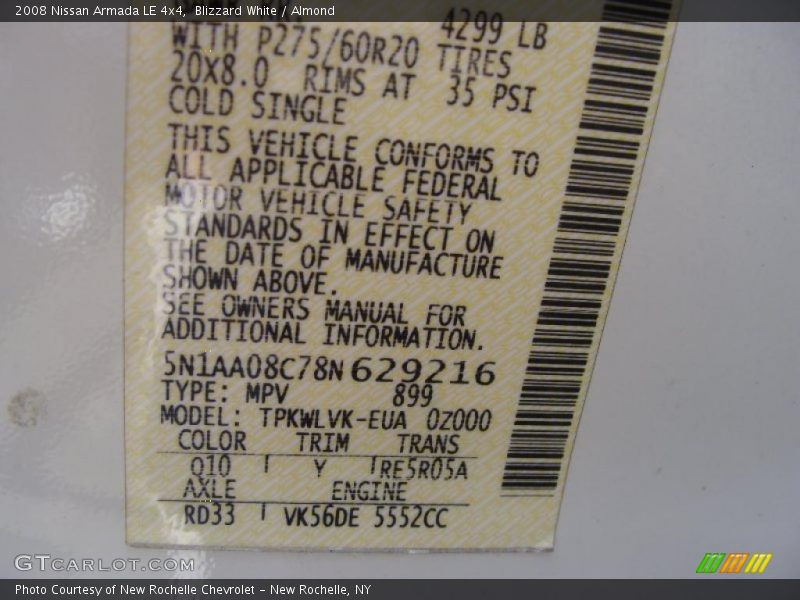 2008 Nissan Armada LE 4x4, Blizzard White / Almond
4299 LB
WITH P275/60R20 TIRES
20X8.0 RIMS AT 35 PSI
COLD SINGLE
THIS VEHICLE CONFORMS TO
ALL APPLICABLE FEDERAL
MOTOR VEHICLE SAFETY
STANDARDS IN EFFECT ON
THE DATE OF MANUFACTURE
SHOWN ABOVE.
SEE OWNERS MANUAL FOR
ADDITIONAL INFORMATION.
5N1AA08C78N629216
TYPE: MPV 899
MODEL: TPKWLVK-EUA 0Z000
COLOR TRIM TRANS
Q10 Y RE5R05A
AXLE ENGINE
RD33 VK56DE 5552CC
GTCARLOT.COM
Photo Courtesy of New Rochelle Chevrolet - New Rochelle, NY